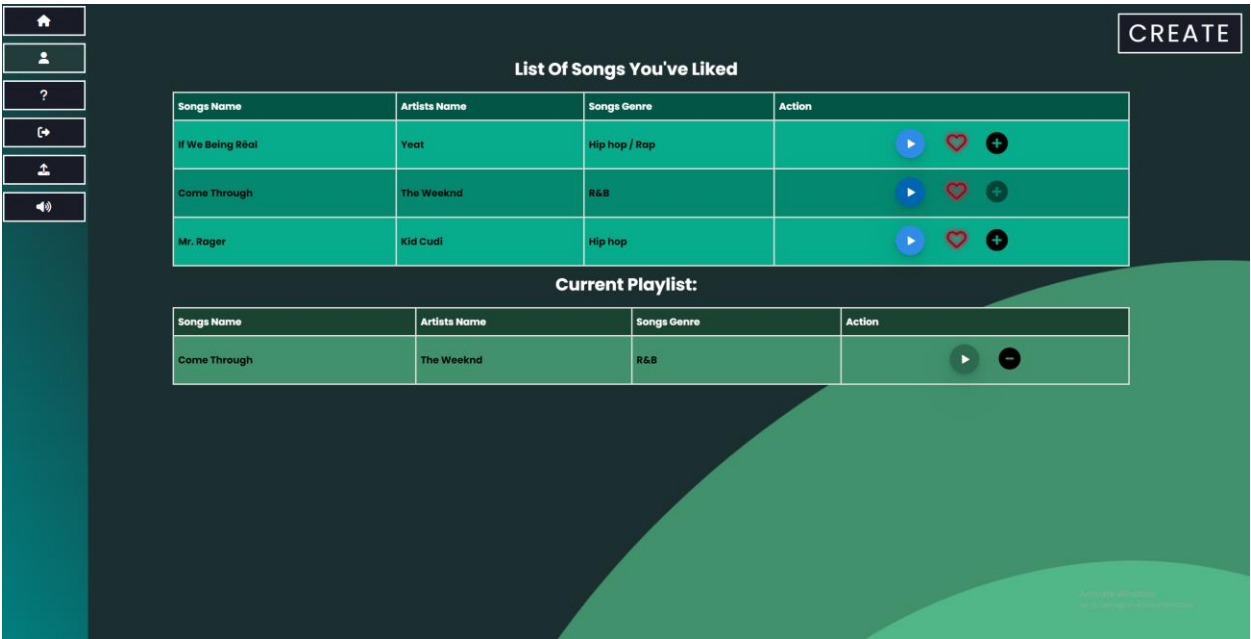 CREATE
List Of Songs You've Liked
Songs Name Artists Name Songs Genre Action
If We Being Rëal Yeat Hip hop / Rap
Come Through The Weeknd R&B
Mr. Rager Kid Cudi Hip hop
Current Playlist:
Songs Name Artists Name Songs Genre Action
Come Through The Weeknd R&B
Activate Windows